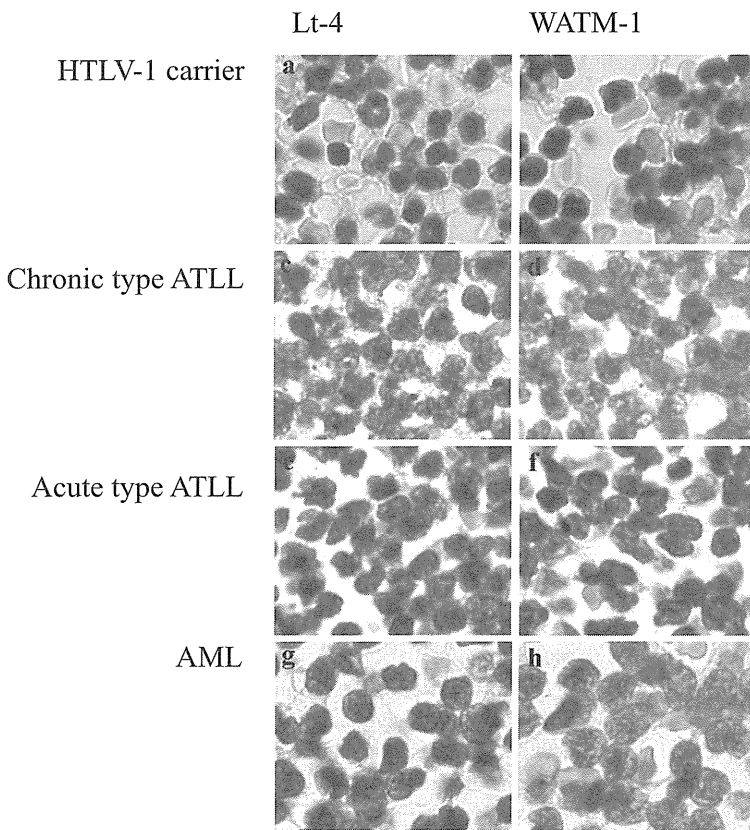 Lt-4 WATM-1
HTLV-1 carrier
a
Chronic type ATLL
c d
Acute type ATLL
e f
AML
g h